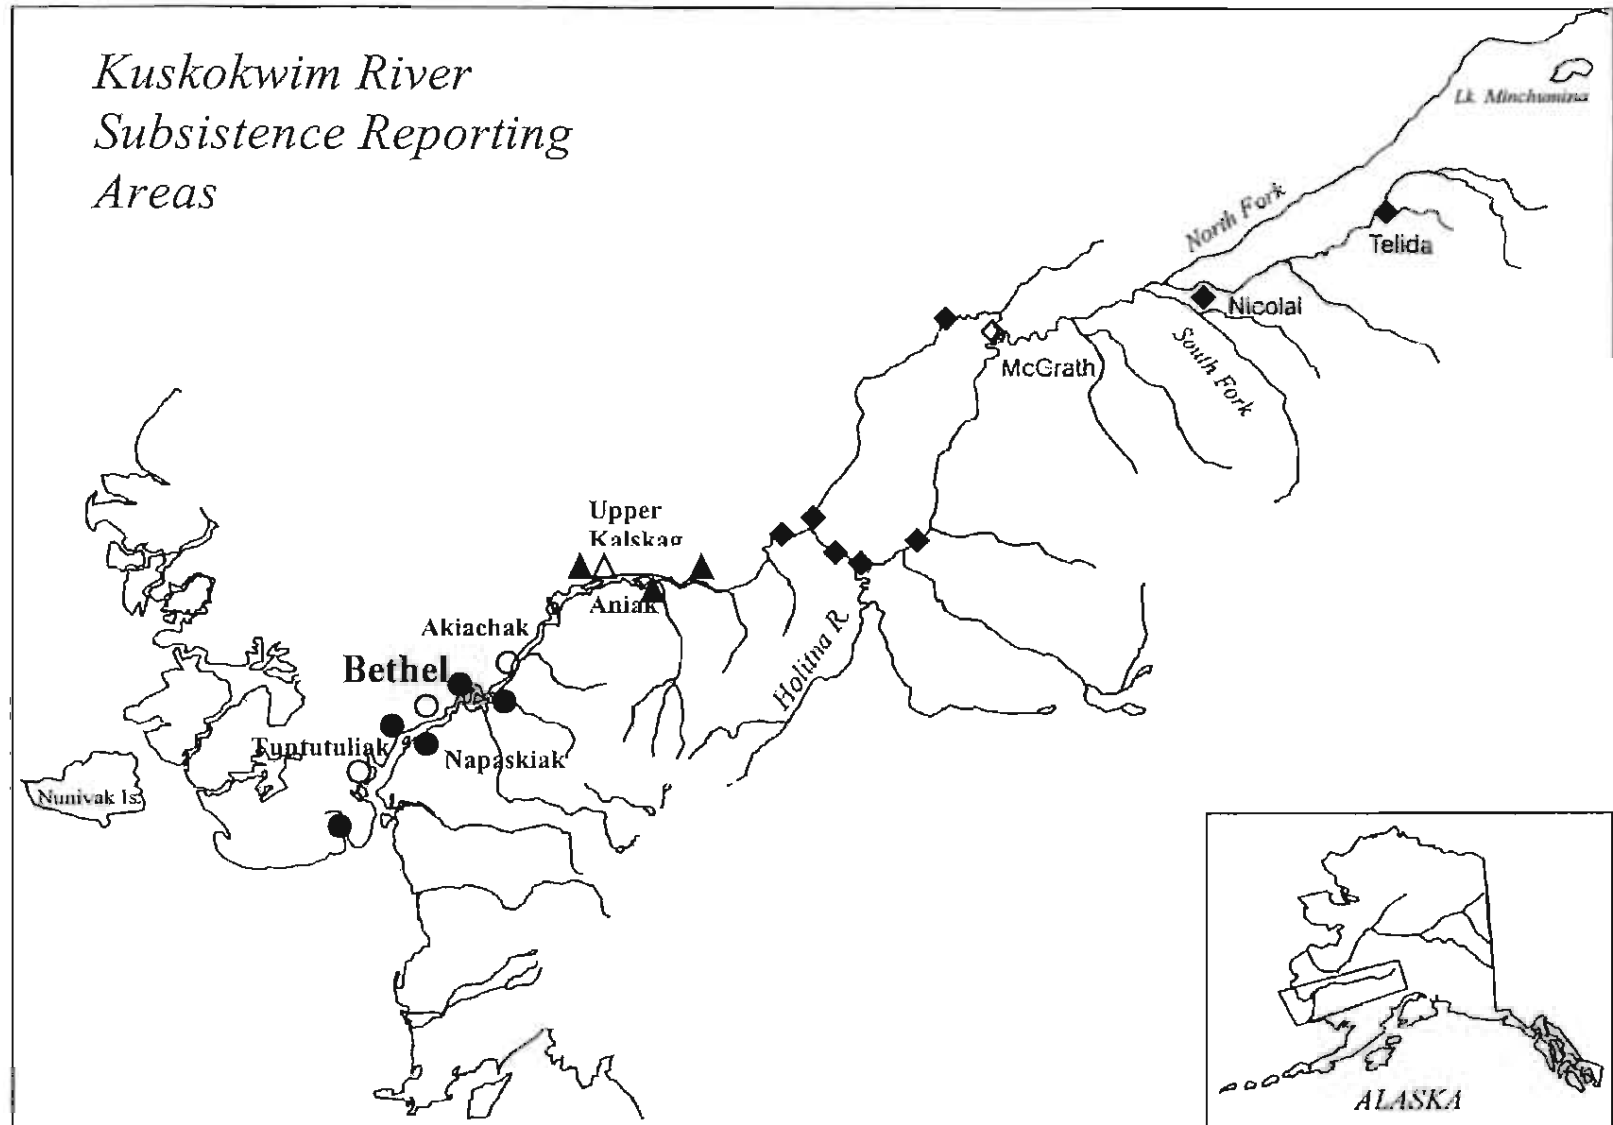 Kuskokwim River
Subsistence Reporting
Areas
Lk. Minchumina
North Fork
Telida
Nicolai
South Fork
McGrath
Upper
Kalskag
Aniak
Akiachak
Holitna R.
Bethel
Tuntutuliak
Napaskiak
Nunivak Is.
ALASKA